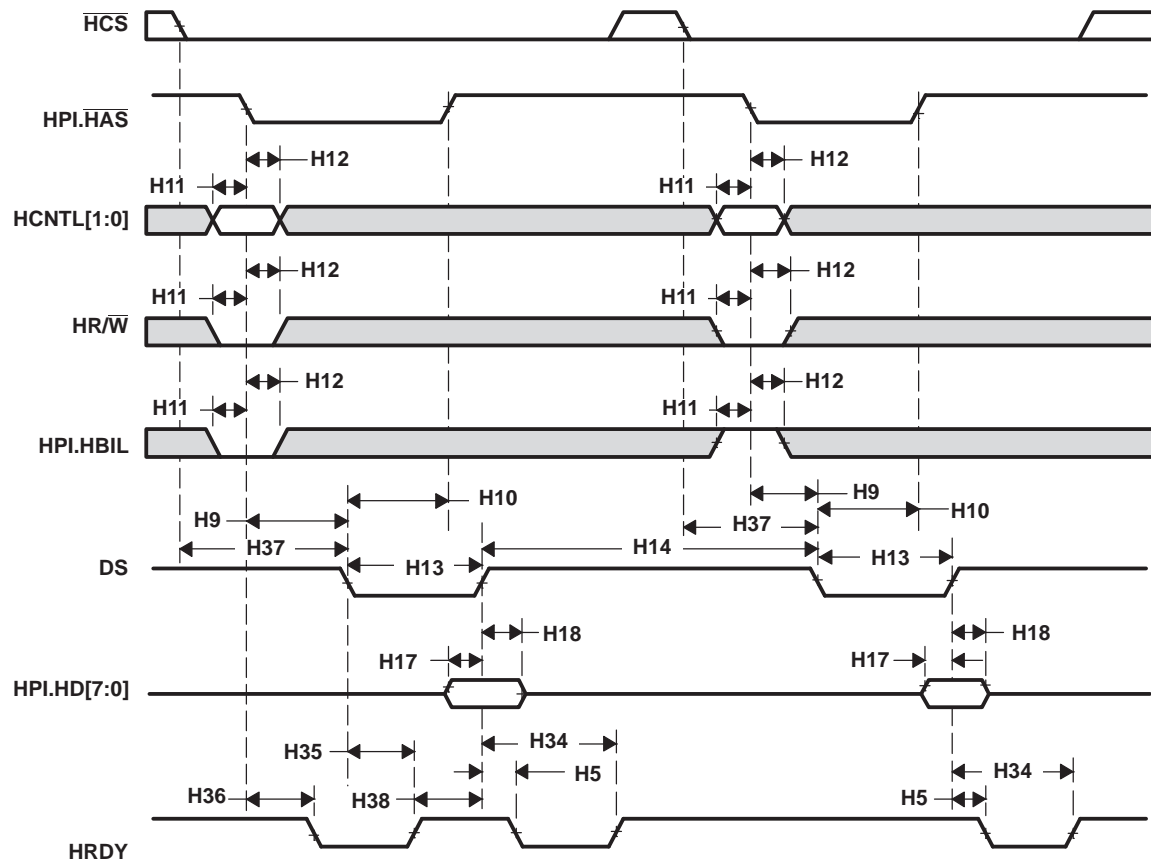 HCS
HPI.HAS
H12
H12
H11
H11
HCNTL[1:0]
H12
H12
H11
H11
HR/W
H12
H12
H11
H11
HPI.HBIL
H10
H9
H9
H10
H37
H37
H14
H13
H13
DS
H18
H18
H17
H17
HPI.HD[7:0]
H34
H35
H5
H34
H36
H38
H5
HRDY